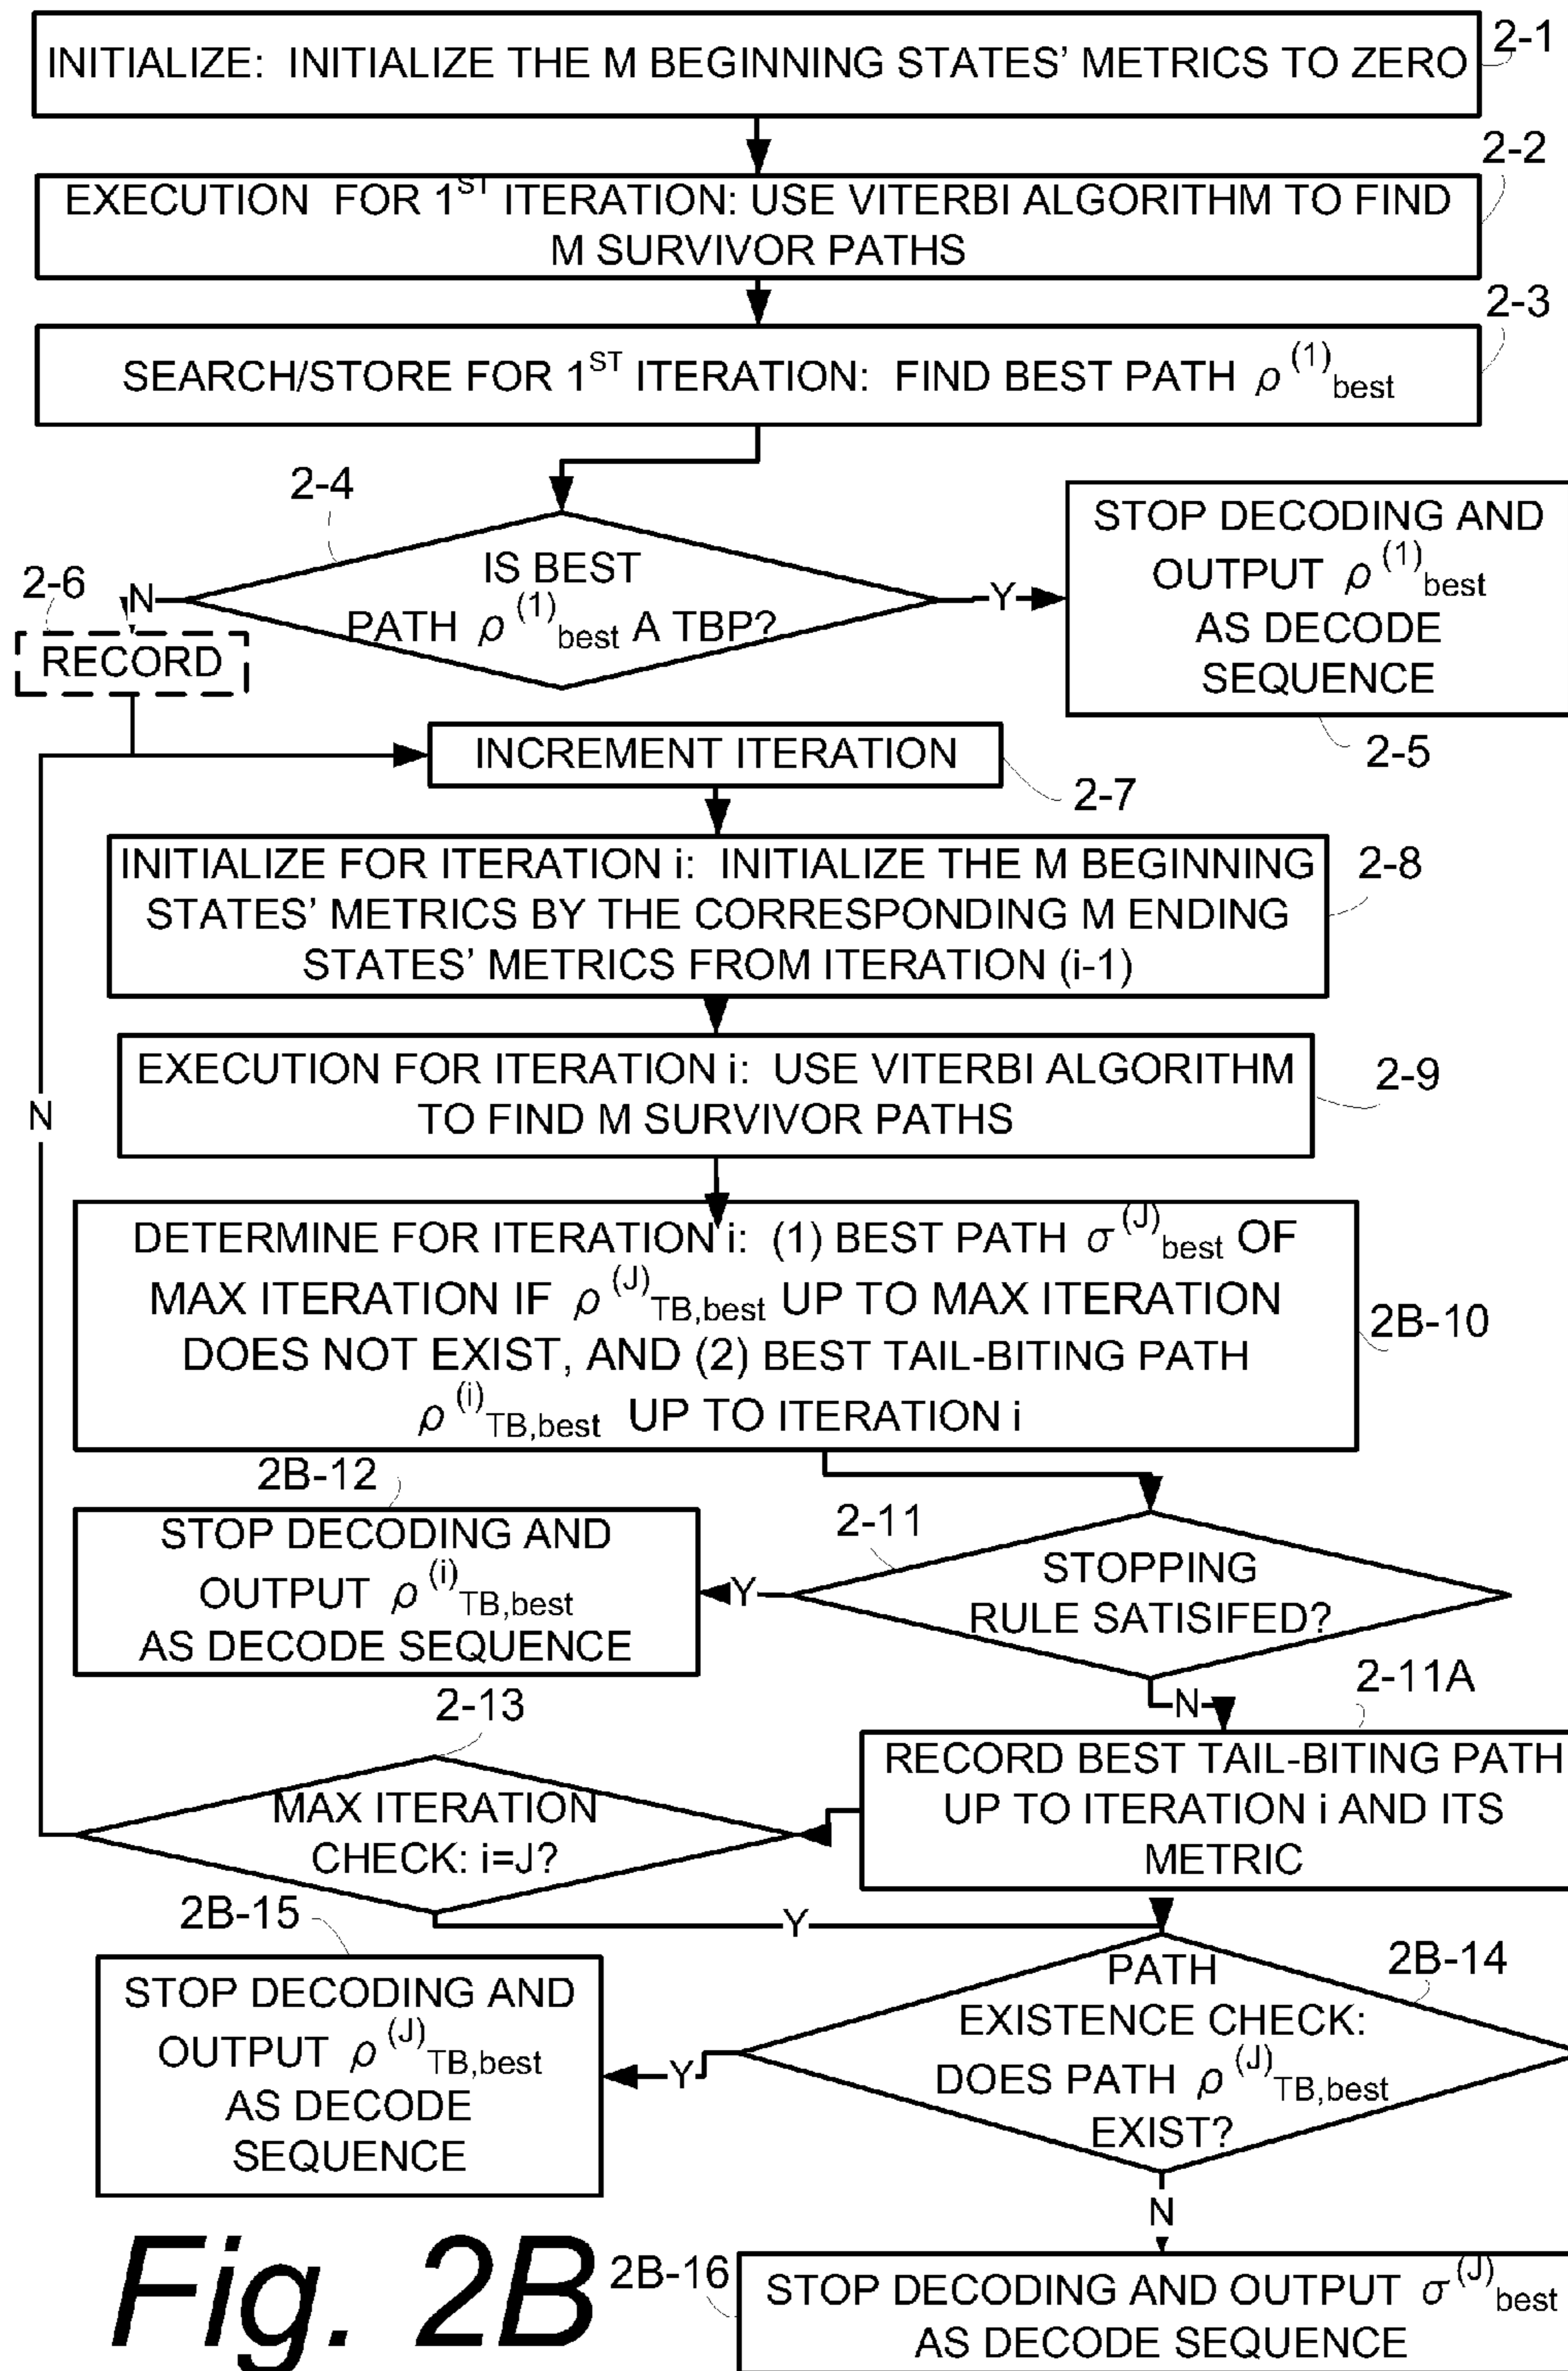 INITIALIZE: INITIALIZE THE M BEGINNING STATES' METRICS TO ZERO
2-1
2-2
EXECUTION FOR 1ST ITERATION: USE VITERBI ALGORITHM TO FIND
M SURVIVOR PATHS
2-3
SEARCH/STORE FOR 1ST ITERATION: FIND BEST PATH ρ(1)best
2-4
IS BEST
PATH ρ(1)best A TBP?
Y
STOP DECODING AND
OUTPUT ρ(1)best
AS DECODE
SEQUENCE
2-5
2-6
N
RECORD
INCREMENT ITERATION
2-7
INITIALIZE FOR ITERATION i: INITIALIZE THE M BEGINNING
STATES' METRICS BY THE CORRESPONDING M ENDING
STATES' METRICS FROM ITERATION (i-1)
2-8
EXECUTION FOR ITERATION i: USE VITERBI ALGORITHM
TO FIND M SURVIVOR PATHS
2-9
N
DETERMINE FOR ITERATION i: (1) BEST PATH σ(J)best OF
MAX ITERATION IF ρ(J)TB,best UP TO MAX ITERATION
DOES NOT EXIST, AND (2) BEST TAIL-BITING PATH
ρ(i)TB,best UP TO ITERATION i
2B-10
2B-12
STOP DECODING AND
OUTPUT ρ(i)TB,best
AS DECODE SEQUENCE
Y
2-11
STOPPING
RULE SATISIFED?
N
2-11A
RECORD BEST TAIL-BITING PATH
UP TO ITERATION i AND ITS
METRIC
2-13
MAX ITERATION
CHECK: i=J?
Y
2B-15
STOP DECODING AND
OUTPUT ρ(J)TB,best
AS DECODE
SEQUENCE
Y
2B-14
PATH
EXISTENCE CHECK:
DOES PATH ρ(J)TB,best
EXIST?
N
2B-16
STOP DECODING AND OUTPUT σ(J)best
AS DECODE SEQUENCE
Fig. 2B